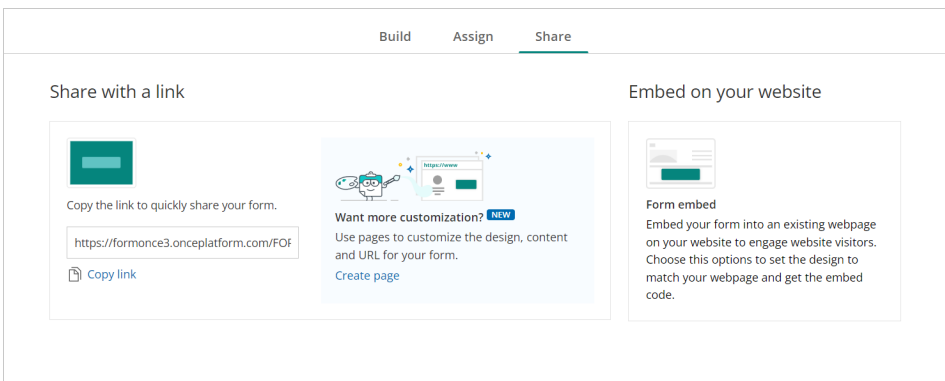 Build Assign Share
Share with a link
Copy the link to quickly share your form.
https://formonce3.onceplatform.com/FOF
Copy link
https://www
Want more customization? NEW
Use pages to customize the design, content
and URL for your form.
Create page
Embed on your website
Form embed
Embed your form into an existing webpage
on your website to engage website visitors.
Choose this options to set the design to
match your webpage and get the embed
code.